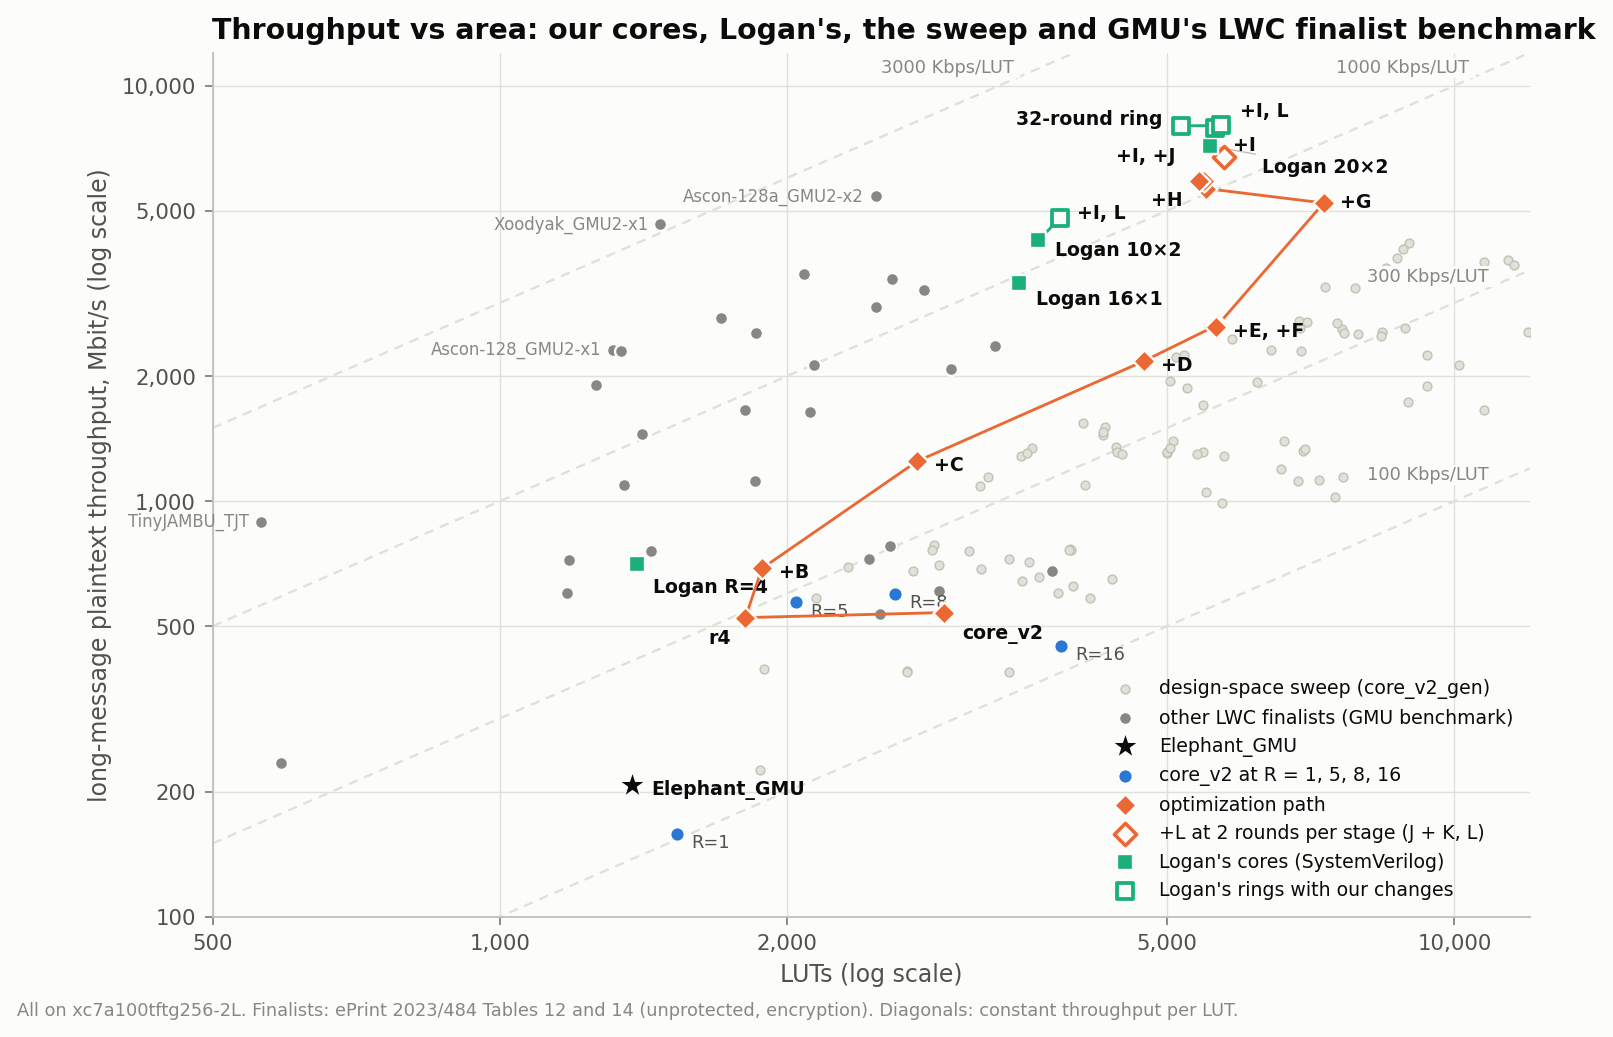 Throughput vs area: our cores, Logan's, the sweep and GMU's LWC finalist benchmark
3000 Kbps/LUT
1000 Kbps/LUT
10,000
5,000
2,000
1,000
500
200
100
long-message plaintext throughput, Mbit/s (log scale)
32-round ring
+I, L
+I
+I, +J
Logan 20×2
Ascon-128a_GMU2-x2
+H
+G
Xoodyak_GMU2-x1
+I, L
Logan 10×2
300 Kbps/LUT
Logan 16×1
+E, +F
Ascon-128_GMU2-x1
+D
+C
100 Kbps/LUT
TinyJAMBU_TJT
+B
Logan R=4
R=5
R=8
r4
core_v2
R=16
Elephant_GMU
R=1
design-space sweep (core_v2_gen)
other LWC finalists (GMU benchmark)
Elephant_GMU
core_v2 at R = 1, 5, 8, 16
optimization path
+L at 2 rounds per stage (J + K, L)
Logan's cores (SystemVerilog)
Logan's rings with our changes
500
1,000
2,000
5,000
10,000
LUTs (log scale)
All on xc7a100tftg256-2L. Finalists: ePrint 2023/484 Tables 12 and 14 (unprotected, encryption). Diagonals: constant throughput per LUT.